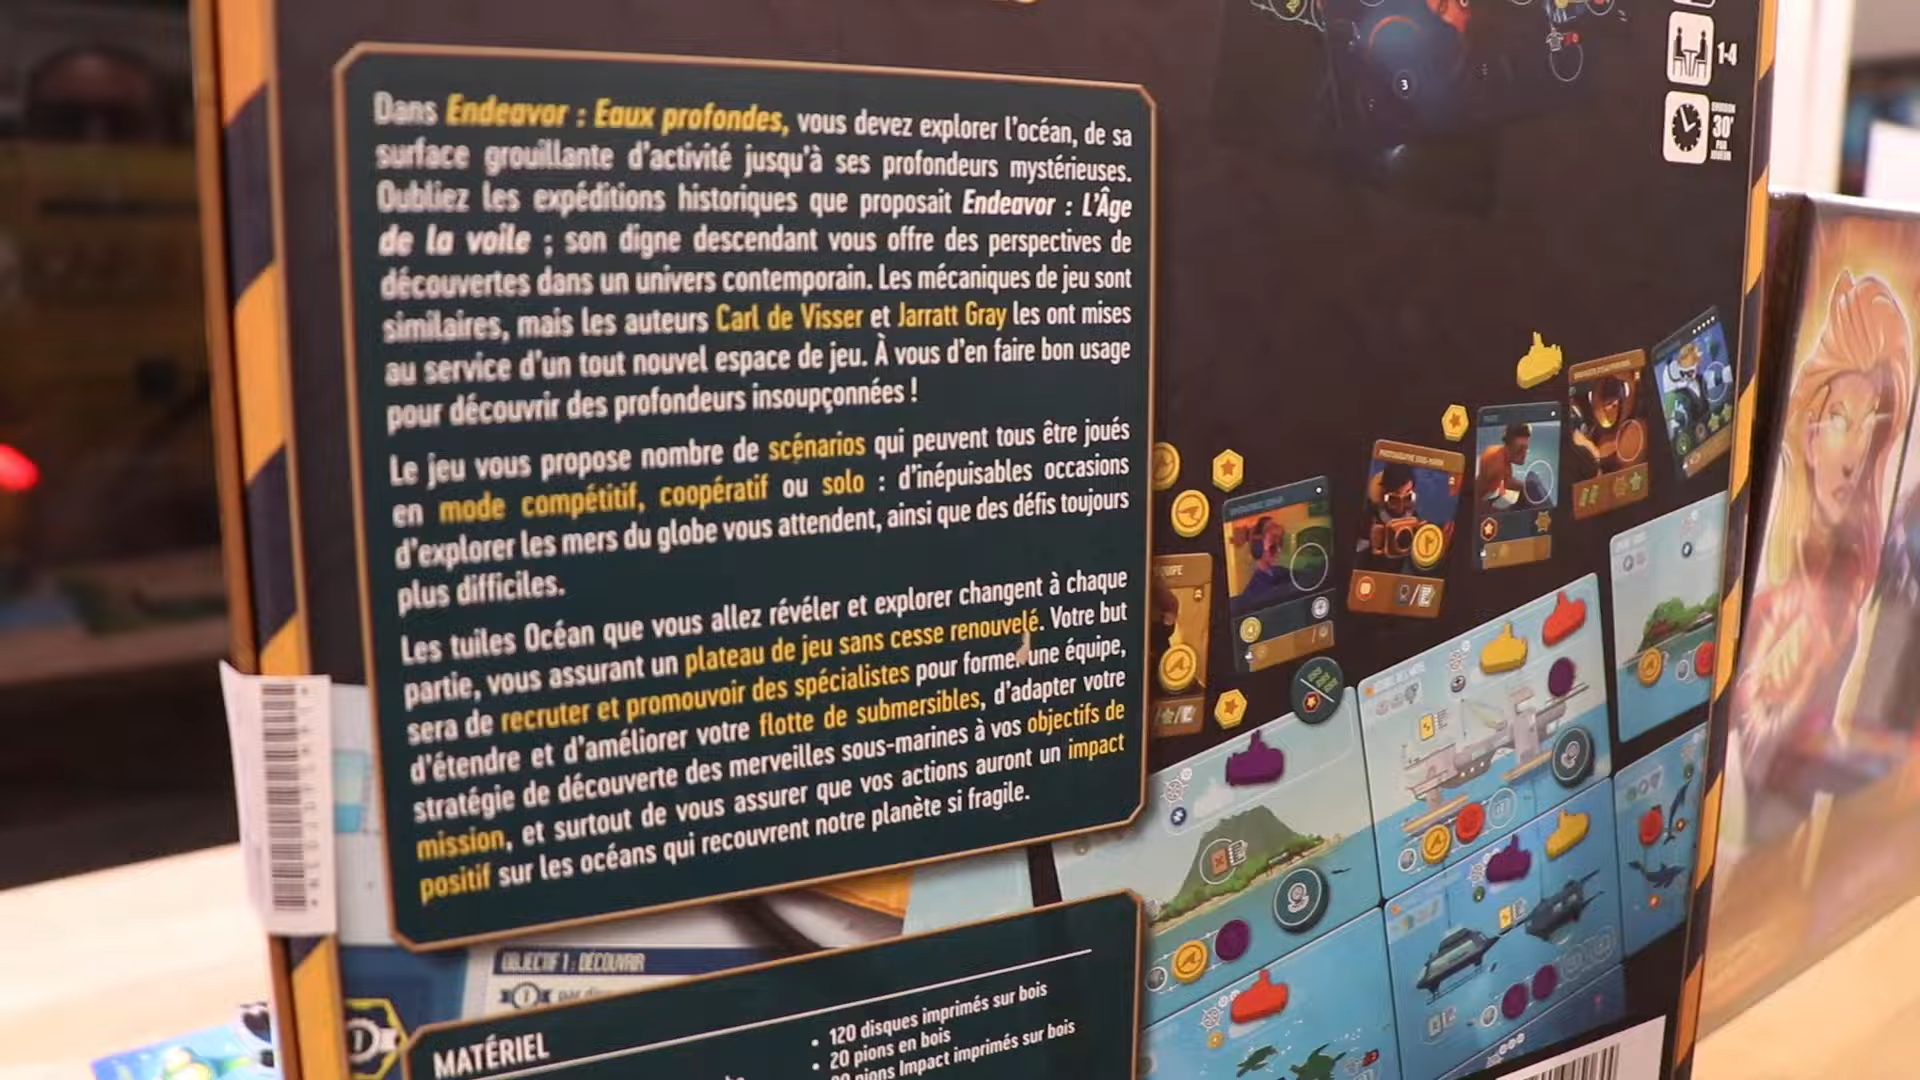 Dans Endeavor : Eaux profondes, vous devez explorer l'océan, de sa
surface grouillante d'activité jusqu'à ses profondeurs mystérieuses.
Oubliez les expéditions historiques que proposait Endeavor : L'Âge
de la voile ; son digne descendant vous offre des perspectives de
découvertes dans un univers contemporain. Les mécaniques de jeu sont
similaires, mais les auteurs Carl de Visser et Jarratt Gray les ont mises
au service d'un tout nouvel espace de jeu. À vous d'en faire bon usage
pour découvrir des profondeurs insoupçonnées !
Le jeu vous propose nombre de scénarios qui peuvent tous être joués
en mode compétitif, coopératif ou solo : d'inépuisables occasions
d'explorer les mers du globe vous attendent, ainsi que des défis toujours
plus difficiles.
Les tuiles Océan que vous allez révéler et explorer changent à chaque
partie, vous assurant un plateau de jeu sans cesse renouvelé. Votre but
sera de recruter et promouvoir des spécialistes pour former une équipe,
d'étendre et d'améliorer votre flotte de submersibles, d'adapter votre
stratégie de découverte des merveilles sous-marines à vos objectifs de
mission, et surtout de vous assurer que vos actions auront un impact
positif sur les océans qui recouvrent notre planète si fragile.
OBJECTIF 1 : DÉCOUVRIR
MATÉRIEL
• 120 disques imprimés sur bois
• 20 pions en bois
pions Impact imprimés sur bois
1-4
ENVIRON
30'
PAR
JOUEUR
3